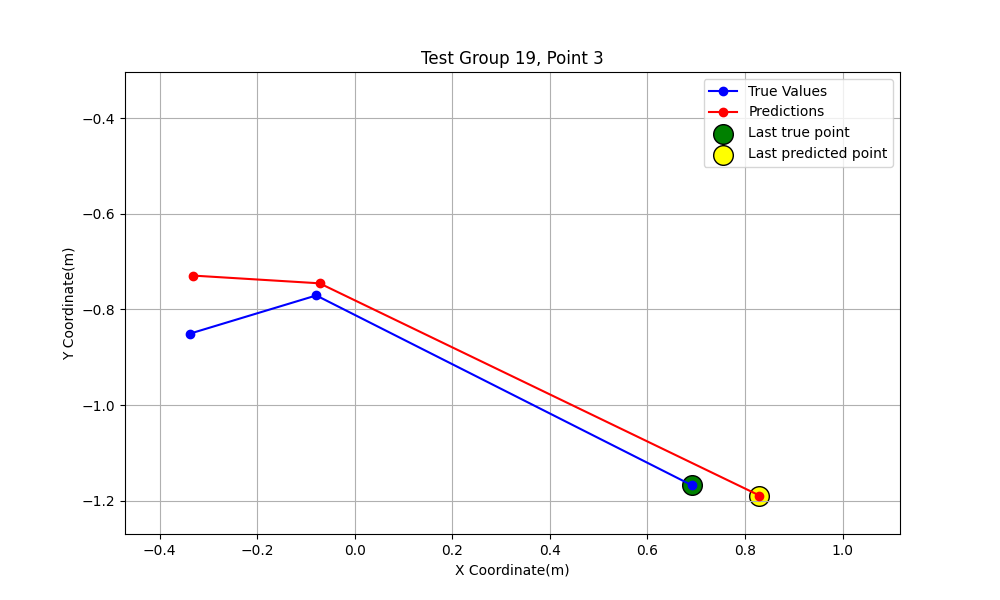 Test Group 19, Point 3
True Values
Predictions
Last true point
Last predicted point
−0.4
−0.6
−0.8
−1.0
−1.2
Y Coordinate(m)
−0.4 −0.2 0.0 0.2 0.4 0.6 0.8 1.0
X Coordinate(m)